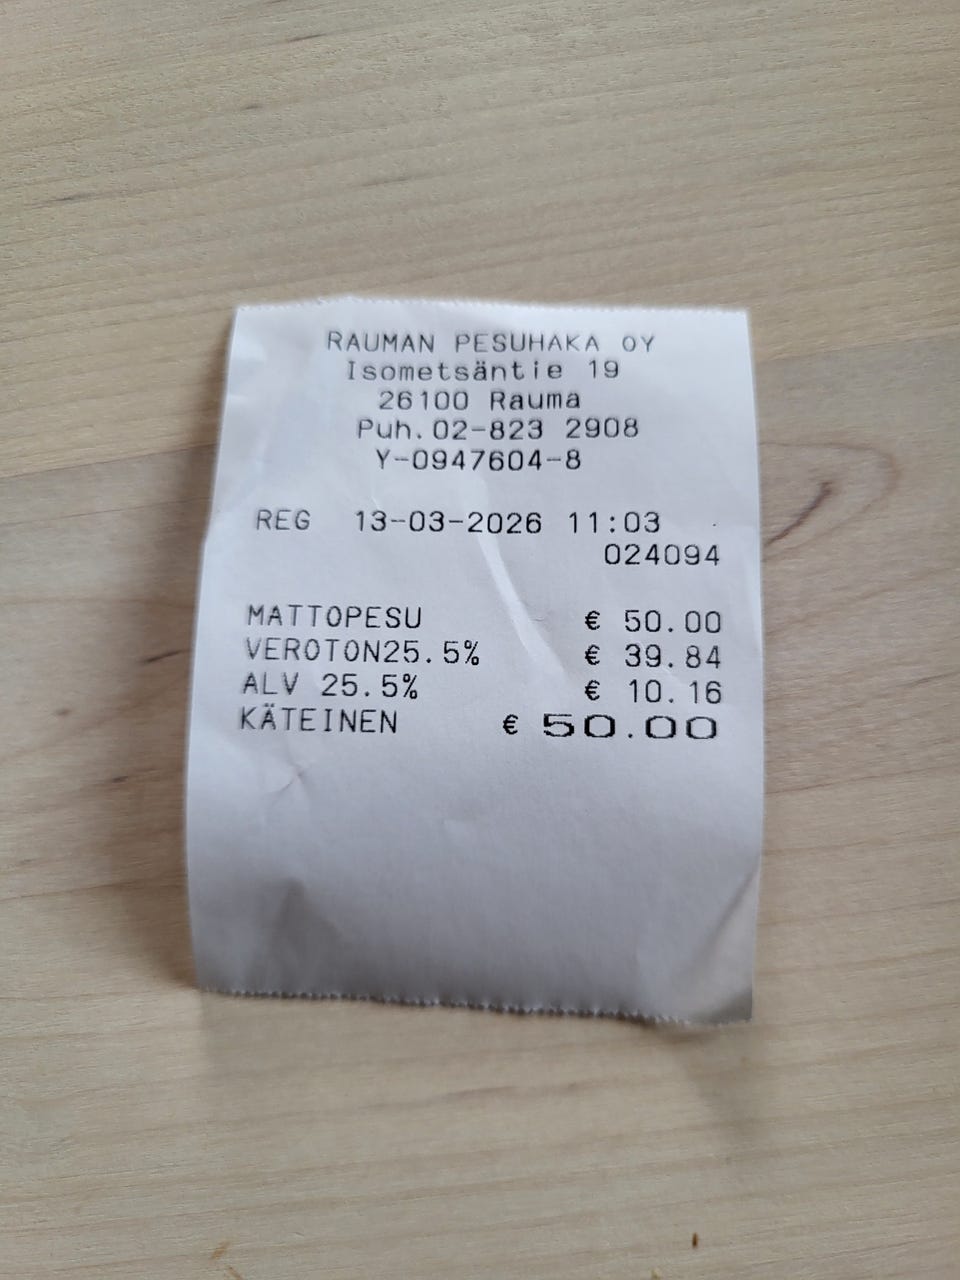 RAUMAN PESUHAKA OY
Isometsäntie 19
26100 Rauma
Puh.02-823 2908
Y-0947604-8
REG 13-03-2026 11:03
024094
MATTOPESU € 50.00
VEROTON25.5% € 39.84
ALV 25.5% € 10.16
KÄTEINEN € 50.00